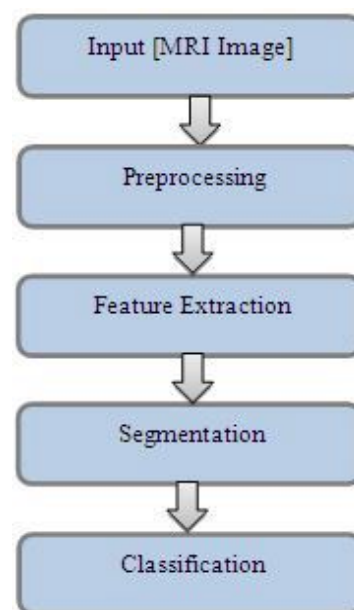 Input [MRI Image]
Preprocessing
Feature Extraction
Segmentation
Classification